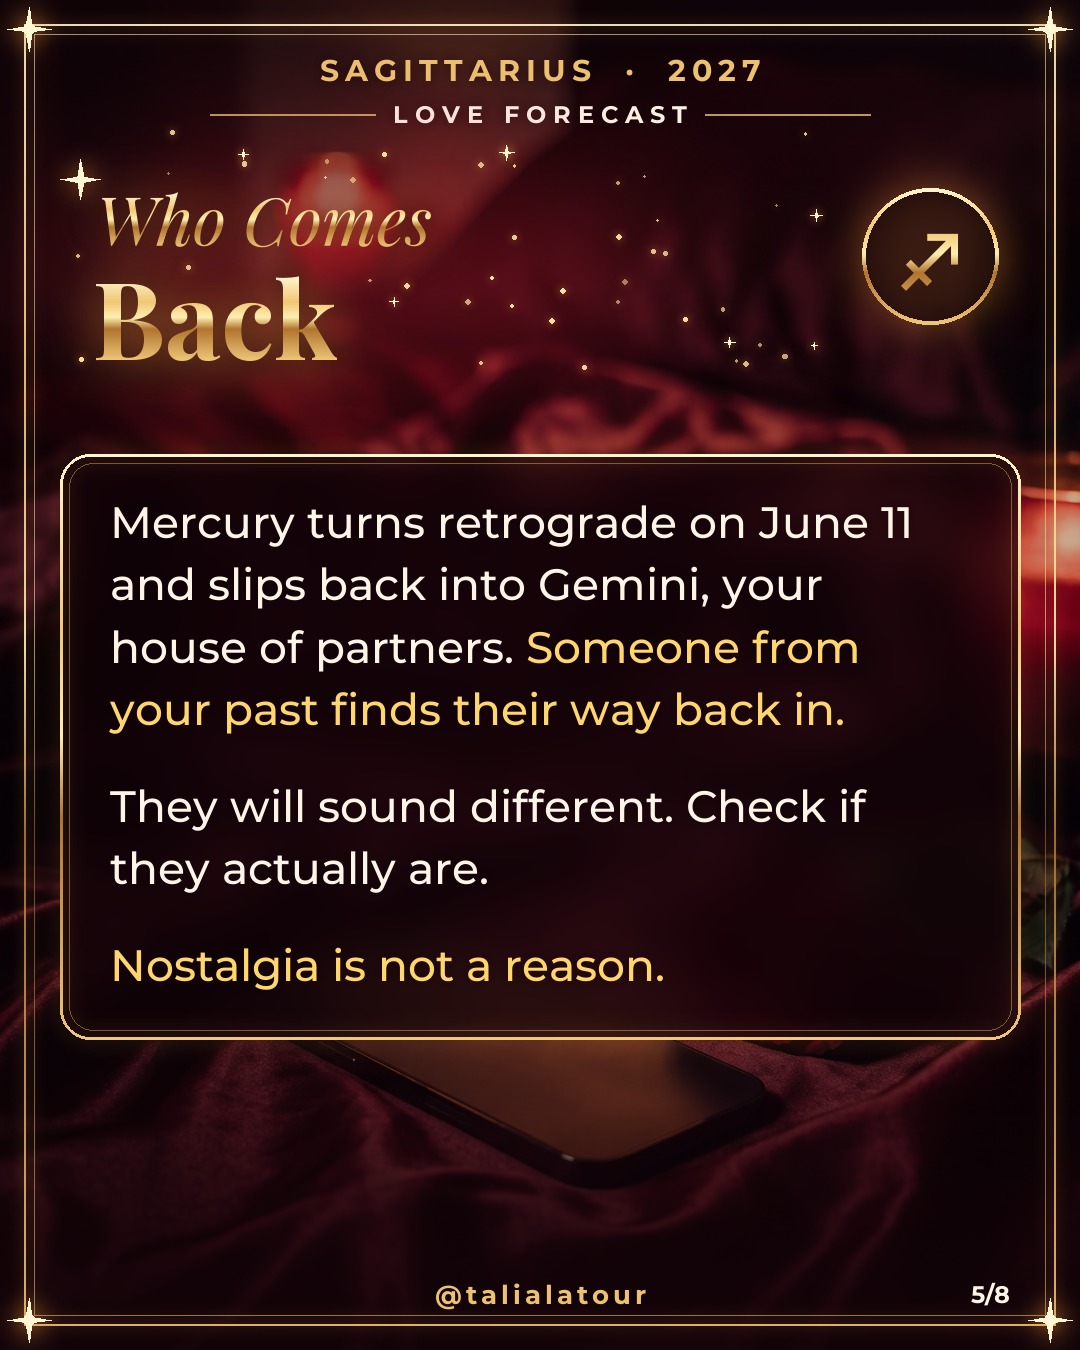 SAGITTARIUS · 2027
LOVE FORECAST
Who Comes
Back
Mercury turns retrograde on June 11
and slips back into Gemini, your
house of partners. Someone from
your past finds their way back in.
They will sound different. Check if
they actually are.
Nostalgia is not a reason.
@talialatour
5/8